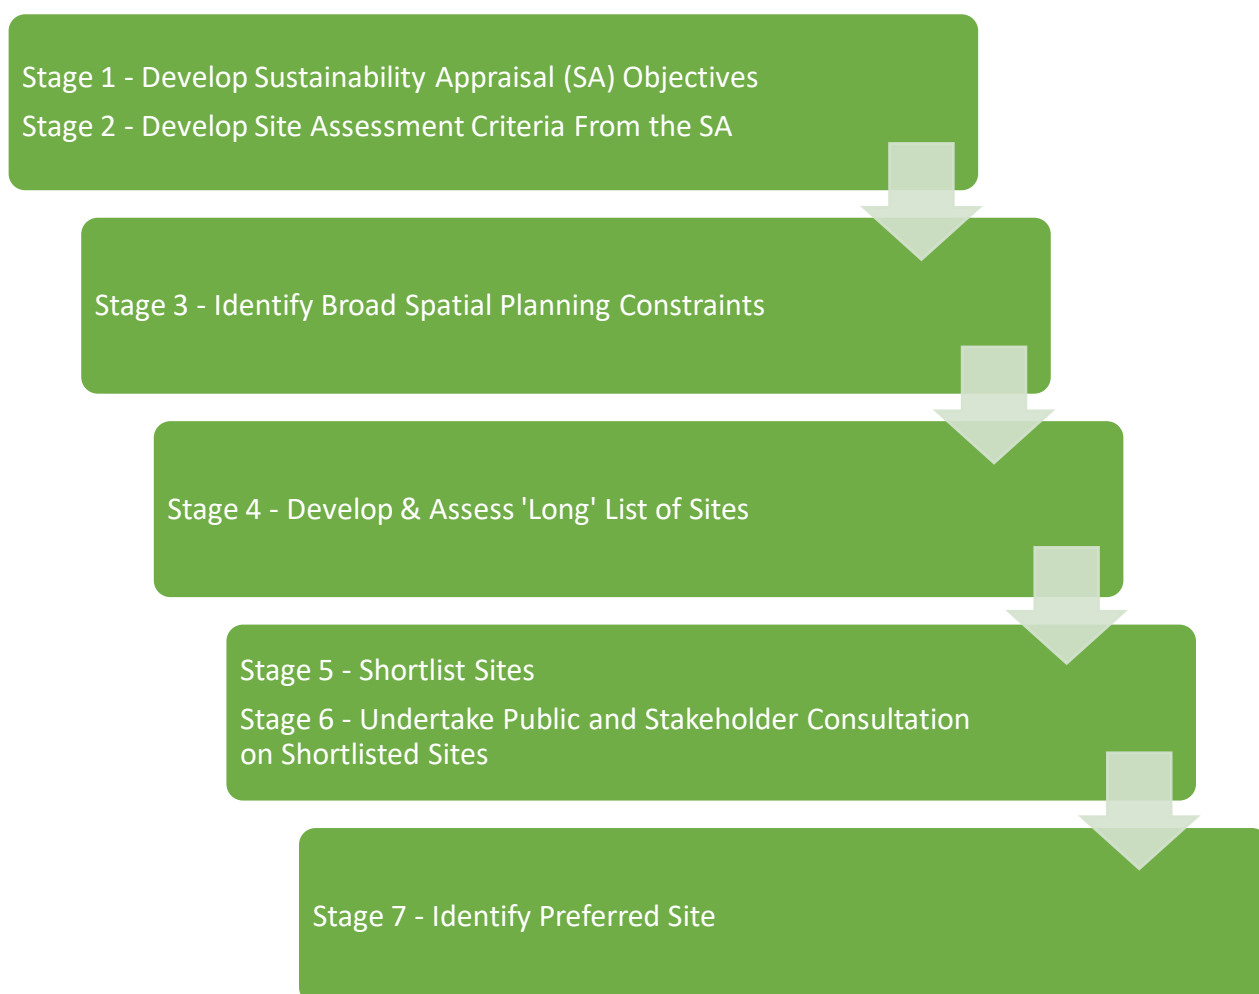 Stage 1 - Develop Sustainability Appraisal (SA) Objectives
Stage 2 - Develop Site Assessment Criteria From the SA
Stage 3 - Identify Broad Spatial Planning Constraints
Stage 4 - Develop & Assess 'Long' List of Sites
Stage 5 - Shortlist Sites
Stage 6 - Undertake Public and Stakeholder Consultation
on Shortlisted Sites
Stage 7 - Identify Preferred Site